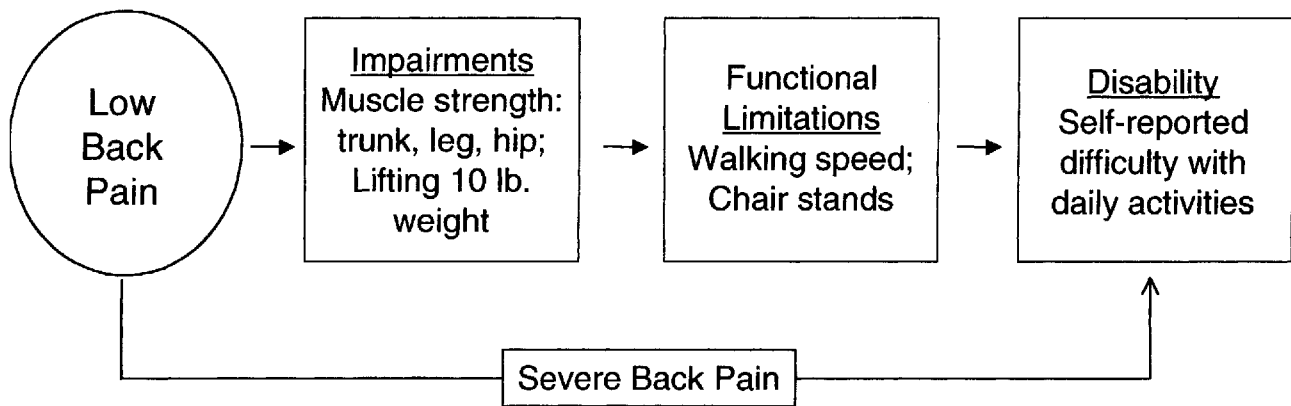 Low
Back
Pain
Impairments
Muscle strength:
trunk, leg, hip;
Lifting 10 lb.
weight
Functional
Limitations
Walking speed;
Chair stands
Disability
Self-reported
difficulty with
daily activities
Severe Back Pain